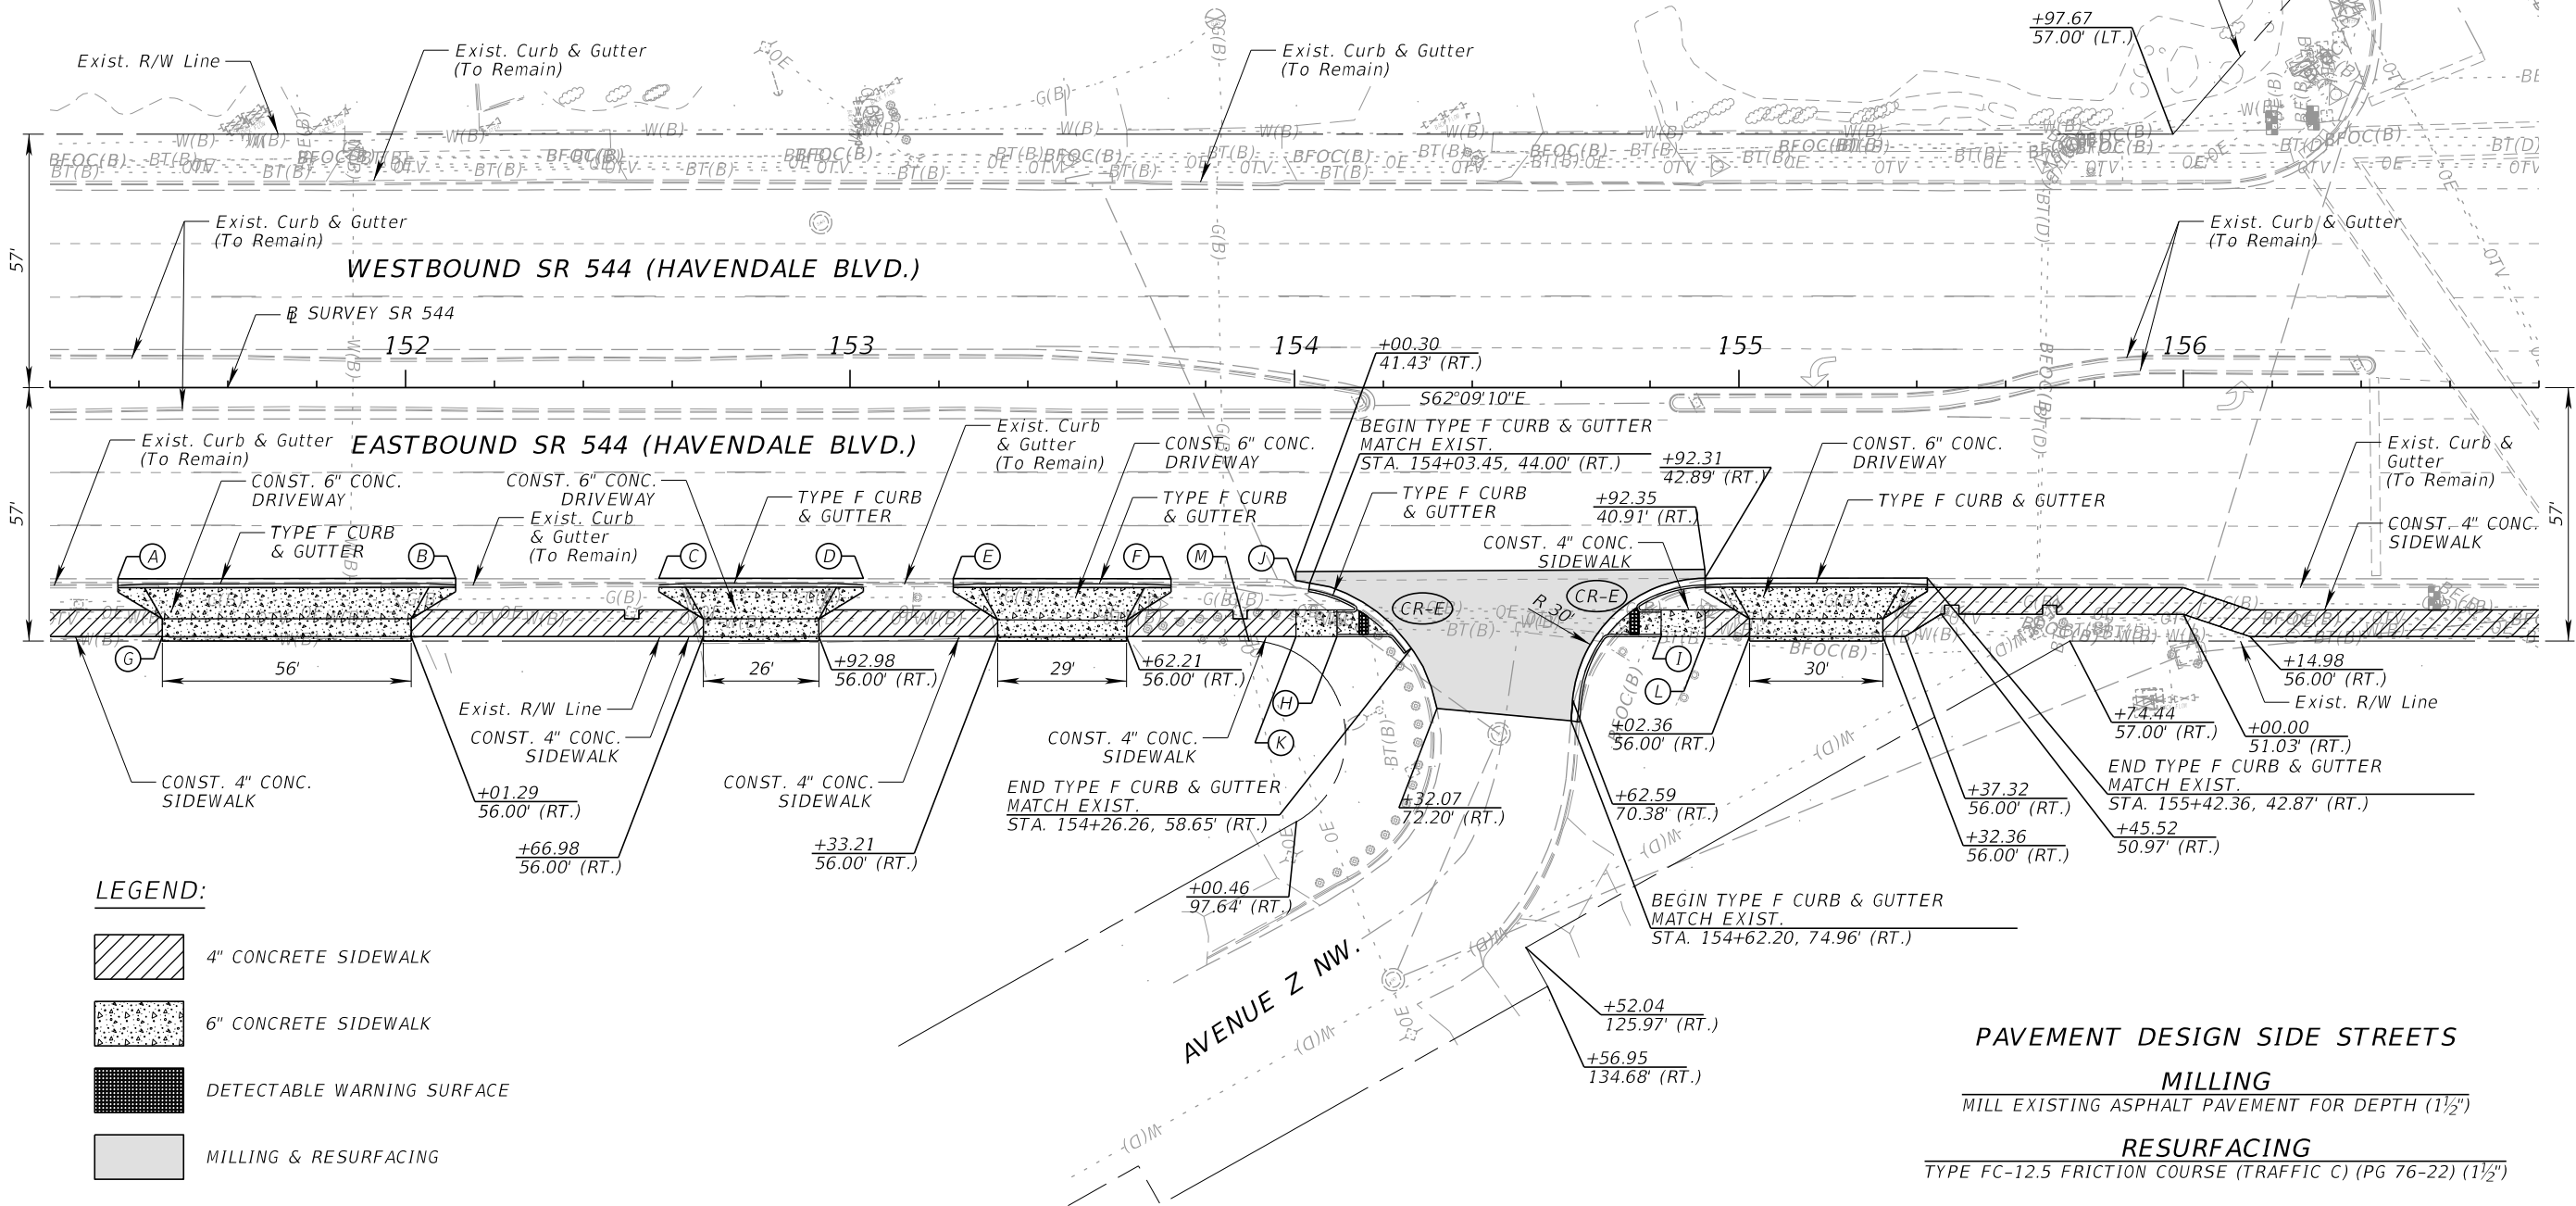 +97.67
57.00' (LT.)
Exist. R/W Line
Exist. Curb & Gutter
(To Remain)
Exist. Curb & Gutter
(To Remain)
57'
Exist. Curb & Gutter
(To Remain)
Exist. Curb & Gutter
(To Remain)
WESTBOUND SR 544 (HAVENDALE BLVD.)
BL SURVEY SR 544
152
153
154
155
156
+00.30
41.43' (RT.)
S62°09'10"E
57'
57'
Exist. Curb & Gutter
(To Remain)
EASTBOUND SR 544 (HAVENDALE BLVD.)
Exist. Curb
& Gutter
(To Remain)
CONST. 6" CONC.
DRIVEWAY
BEGIN TYPE F CURB & GUTTER
MATCH EXIST.
STA. 154+03.45, 44.00' (RT.)
+92.31
42.89' (RT.)
CONST. 6" CONC.
DRIVEWAY
Exist. Curb &
Gutter
(To Remain)
CONST. 6" CONC.
DRIVEWAY
CONST. 6" CONC.
DRIVEWAY
TYPE F CURB
& GUTTER
TYPE F CURB
& GUTTER
Exist. Curb
& Gutter
(To Remain)
TYPE F CURB
& GUTTER
TYPE F CURB
& GUTTER
+92.35
40.91' (RT.)
TYPE F CURB & GUTTER
CONST. 4" CONC.
SIDEWALK
CONST. 4" CONC.
SIDEWALK
A
B
C
D
E
F
M
J
CR-E
CR-E
R 30'
G
H
K
I
L
56'
26'
29'
30'
+92.98
56.00' (RT.)
+62.21
56.00' (RT.)
+14.98
56.00' (RT.)
Exist. R/W Line
Exist. R/W Line
CONST. 4" CONC.
SIDEWALK
CONST. 4" CONC.
SIDEWALK
+02.36
56.00' (RT.)
+74.44
57.00' (RT.)
+00.00
51.03' (RT.)
CONST. 4" CONC.
SIDEWALK
CONST. 4" CONC.
SIDEWALK
END TYPE F CURB & GUTTER
MATCH EXIST.
STA. 154+26.26, 58.65' (RT.)
END TYPE F CURB & GUTTER
MATCH EXIST.
STA. 155+42.36, 42.87' (RT.)
+01.29
56.00' (RT.)
+32.07
72.20' (RT.)
+62.59
70.38' (RT.)
+37.32
56.00' (RT.)
+66.98
56.00' (RT.)
+33.21
56.00' (RT.)
+32.36
56.00' (RT.)
+45.52
50.97' (RT.)
+00.46
97.64' (RT.)
BEGIN TYPE F CURB & GUTTER
MATCH EXIST.
STA. 154+62.20, 74.96' (RT.)
AVENUE Z NW.
+52.04
125.97' (RT.)
+56.95
134.68' (RT.)
LEGEND:
4" CONCRETE SIDEWALK
6" CONCRETE SIDEWALK
DETECTABLE WARNING SURFACE
MILLING & RESURFACING
PAVEMENT DESIGN SIDE STREETS
MILLING
MILL EXISTING ASPHALT PAVEMENT FOR DEPTH (1½")
RESURFACING
TYPE FC-12.5 FRICTION COURSE (TRAFFIC C) (PG 76-22) (1½")